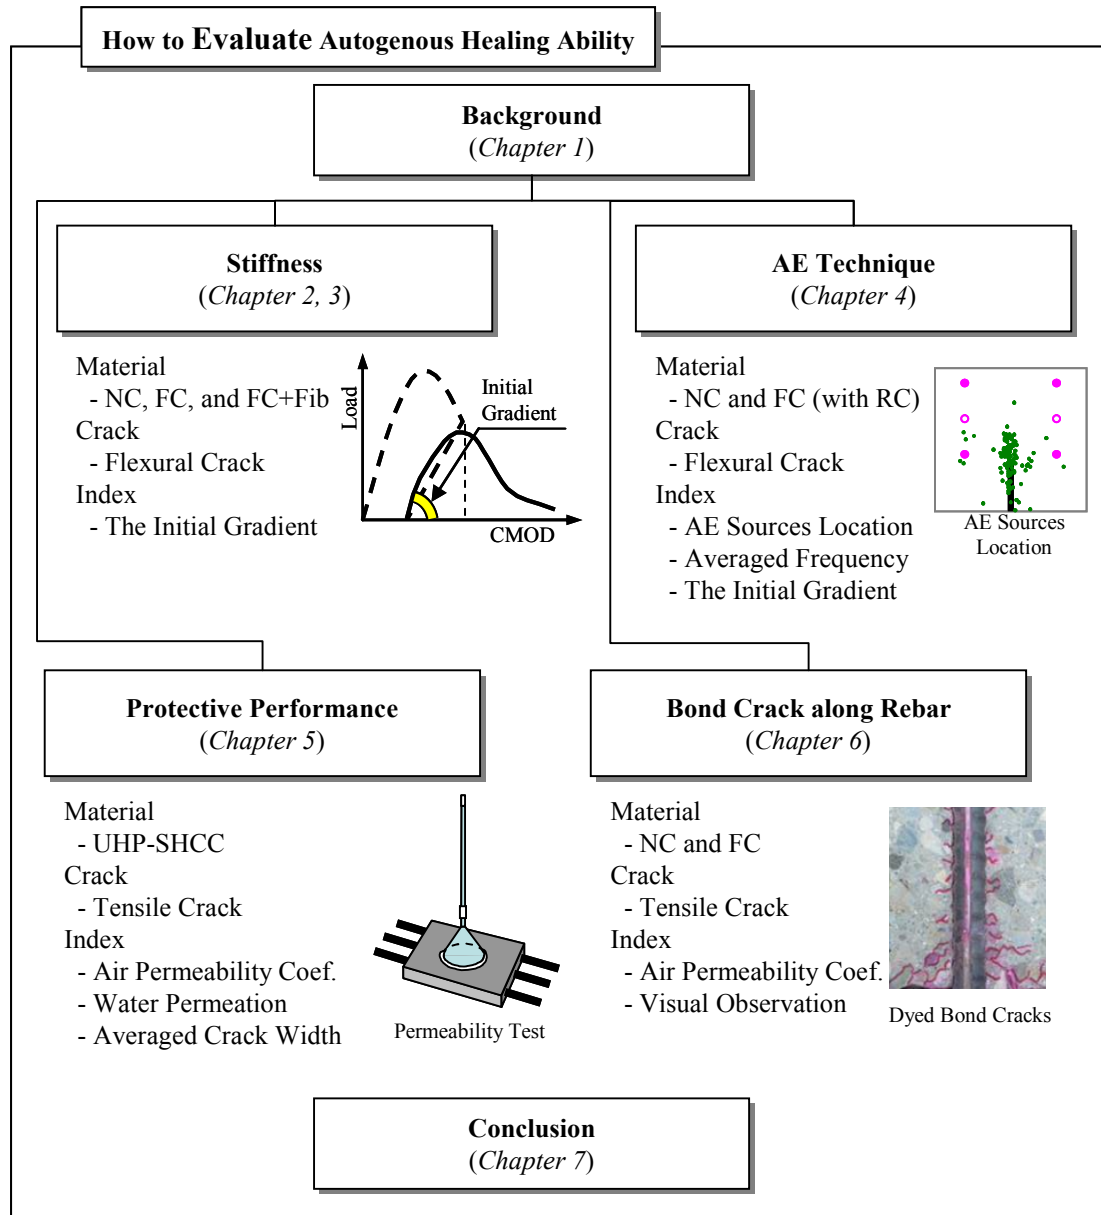 How to Evaluate Autogenous Healing Ability
Background
(Chapter 1)
Stiffness
(Chapter 2, 3)
Material
- NC, FC, and FC+Fib
Crack
- Flexural Crack
Index
- The Initial Gradient
Load
Initial
Gradient
CMOD
AE Technique
(Chapter 4)
Material
- NC and FC (with RC)
Crack
- Flexural Crack
Index
- AE Sources Location
- Averaged Frequency
- The Initial Gradient
AE Sources
Location
Protective Performance
(Chapter 5)
Material
- UHP-SHCC
Crack
- Tensile Crack
Index
- Air Permeability Coef.
- Water Permeation
- Averaged Crack Width
Permeability Test
Bond Crack along Rebar
(Chapter 6)
Material
- NC and FC
Crack
- Tensile Crack
Index
- Air Permeability Coef.
- Visual Observation
Dyed Bond Cracks
Conclusion
(Chapter 7)